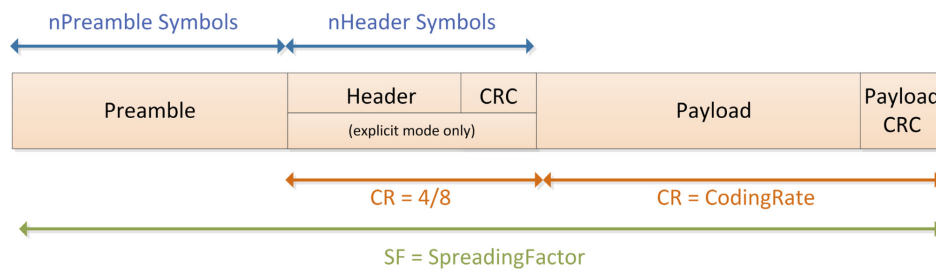 nPreamble Symbols
nHeader Symbols
Preamble
Header
CRC
(explicit mode only)
Payload
Payload
CRC
CR = 4/8
CR = CodingRate
SF = SpreadingFactor